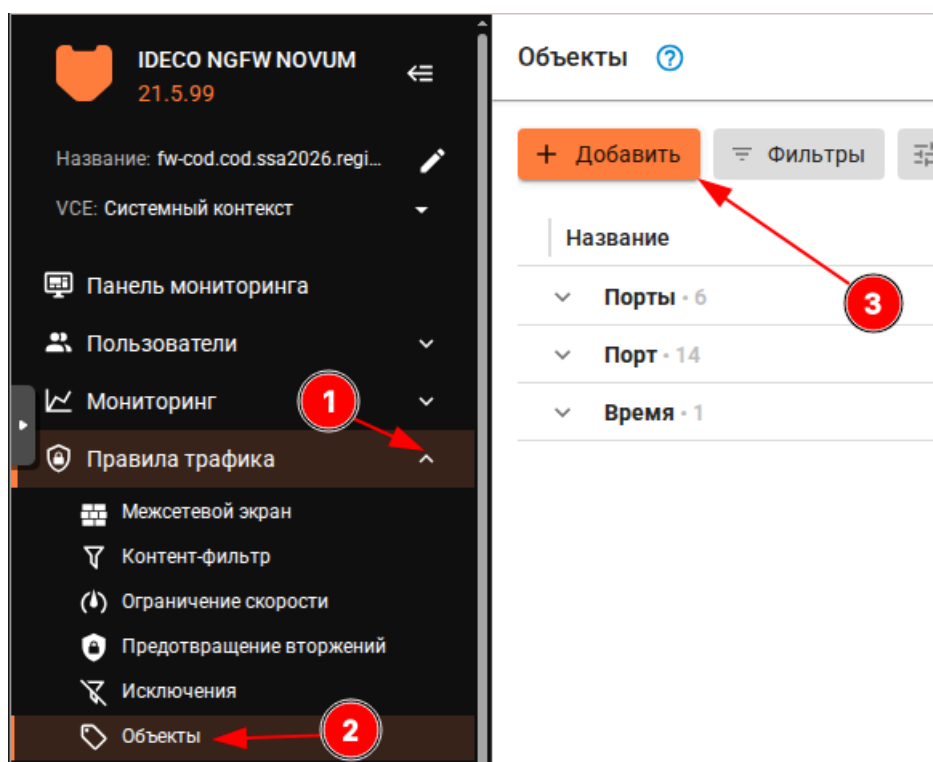 IDECO NGFW NOVUM
21.5.99
Название: fw-cod.cod.ssa2026.regi...
VCE: Системный контекст
Панель мониторинга
Пользователи
Мониторинг
1
Правила трафика
Межсетевой экран
Контент-фильтр
Ограничение скорости
Предотвращение вторжений
Исключения
Объекты
2
Объекты ?
+ Добавить
Фильтры
Название
Порты • 6
3
Порт • 14
Время • 1